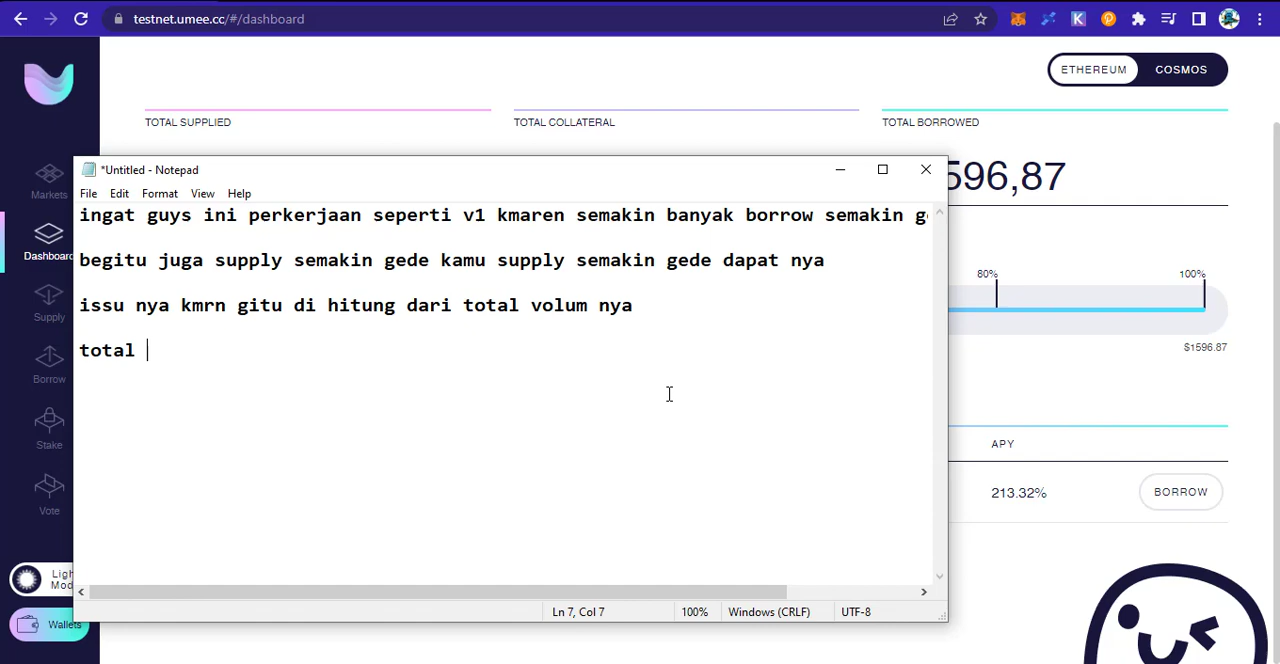 testnet.umee.cc/#/dashboard
ETHEREUM COSMOS
TOTAL SUPPLIED TOTAL COLLATERAL TOTAL BORROWED
596,87
*Untitled - Notepad
File Edit Format View Help
ingat guys ini perkerjaan seperti v1 kmaren semakin banyak borrow semakin
begitu juga supply semakin gede kamu supply semakin gede dapat nya
issu nya kmrn gitu di hitung dari total volum nya
total
Ln 7, Col 7 100% Windows (CRLF) UTF-8
Markets
Dashboard
Supply
Borrow
Stake
Vote
Wallets
80% 100%
$1596.87
APY
213.32% BORROW